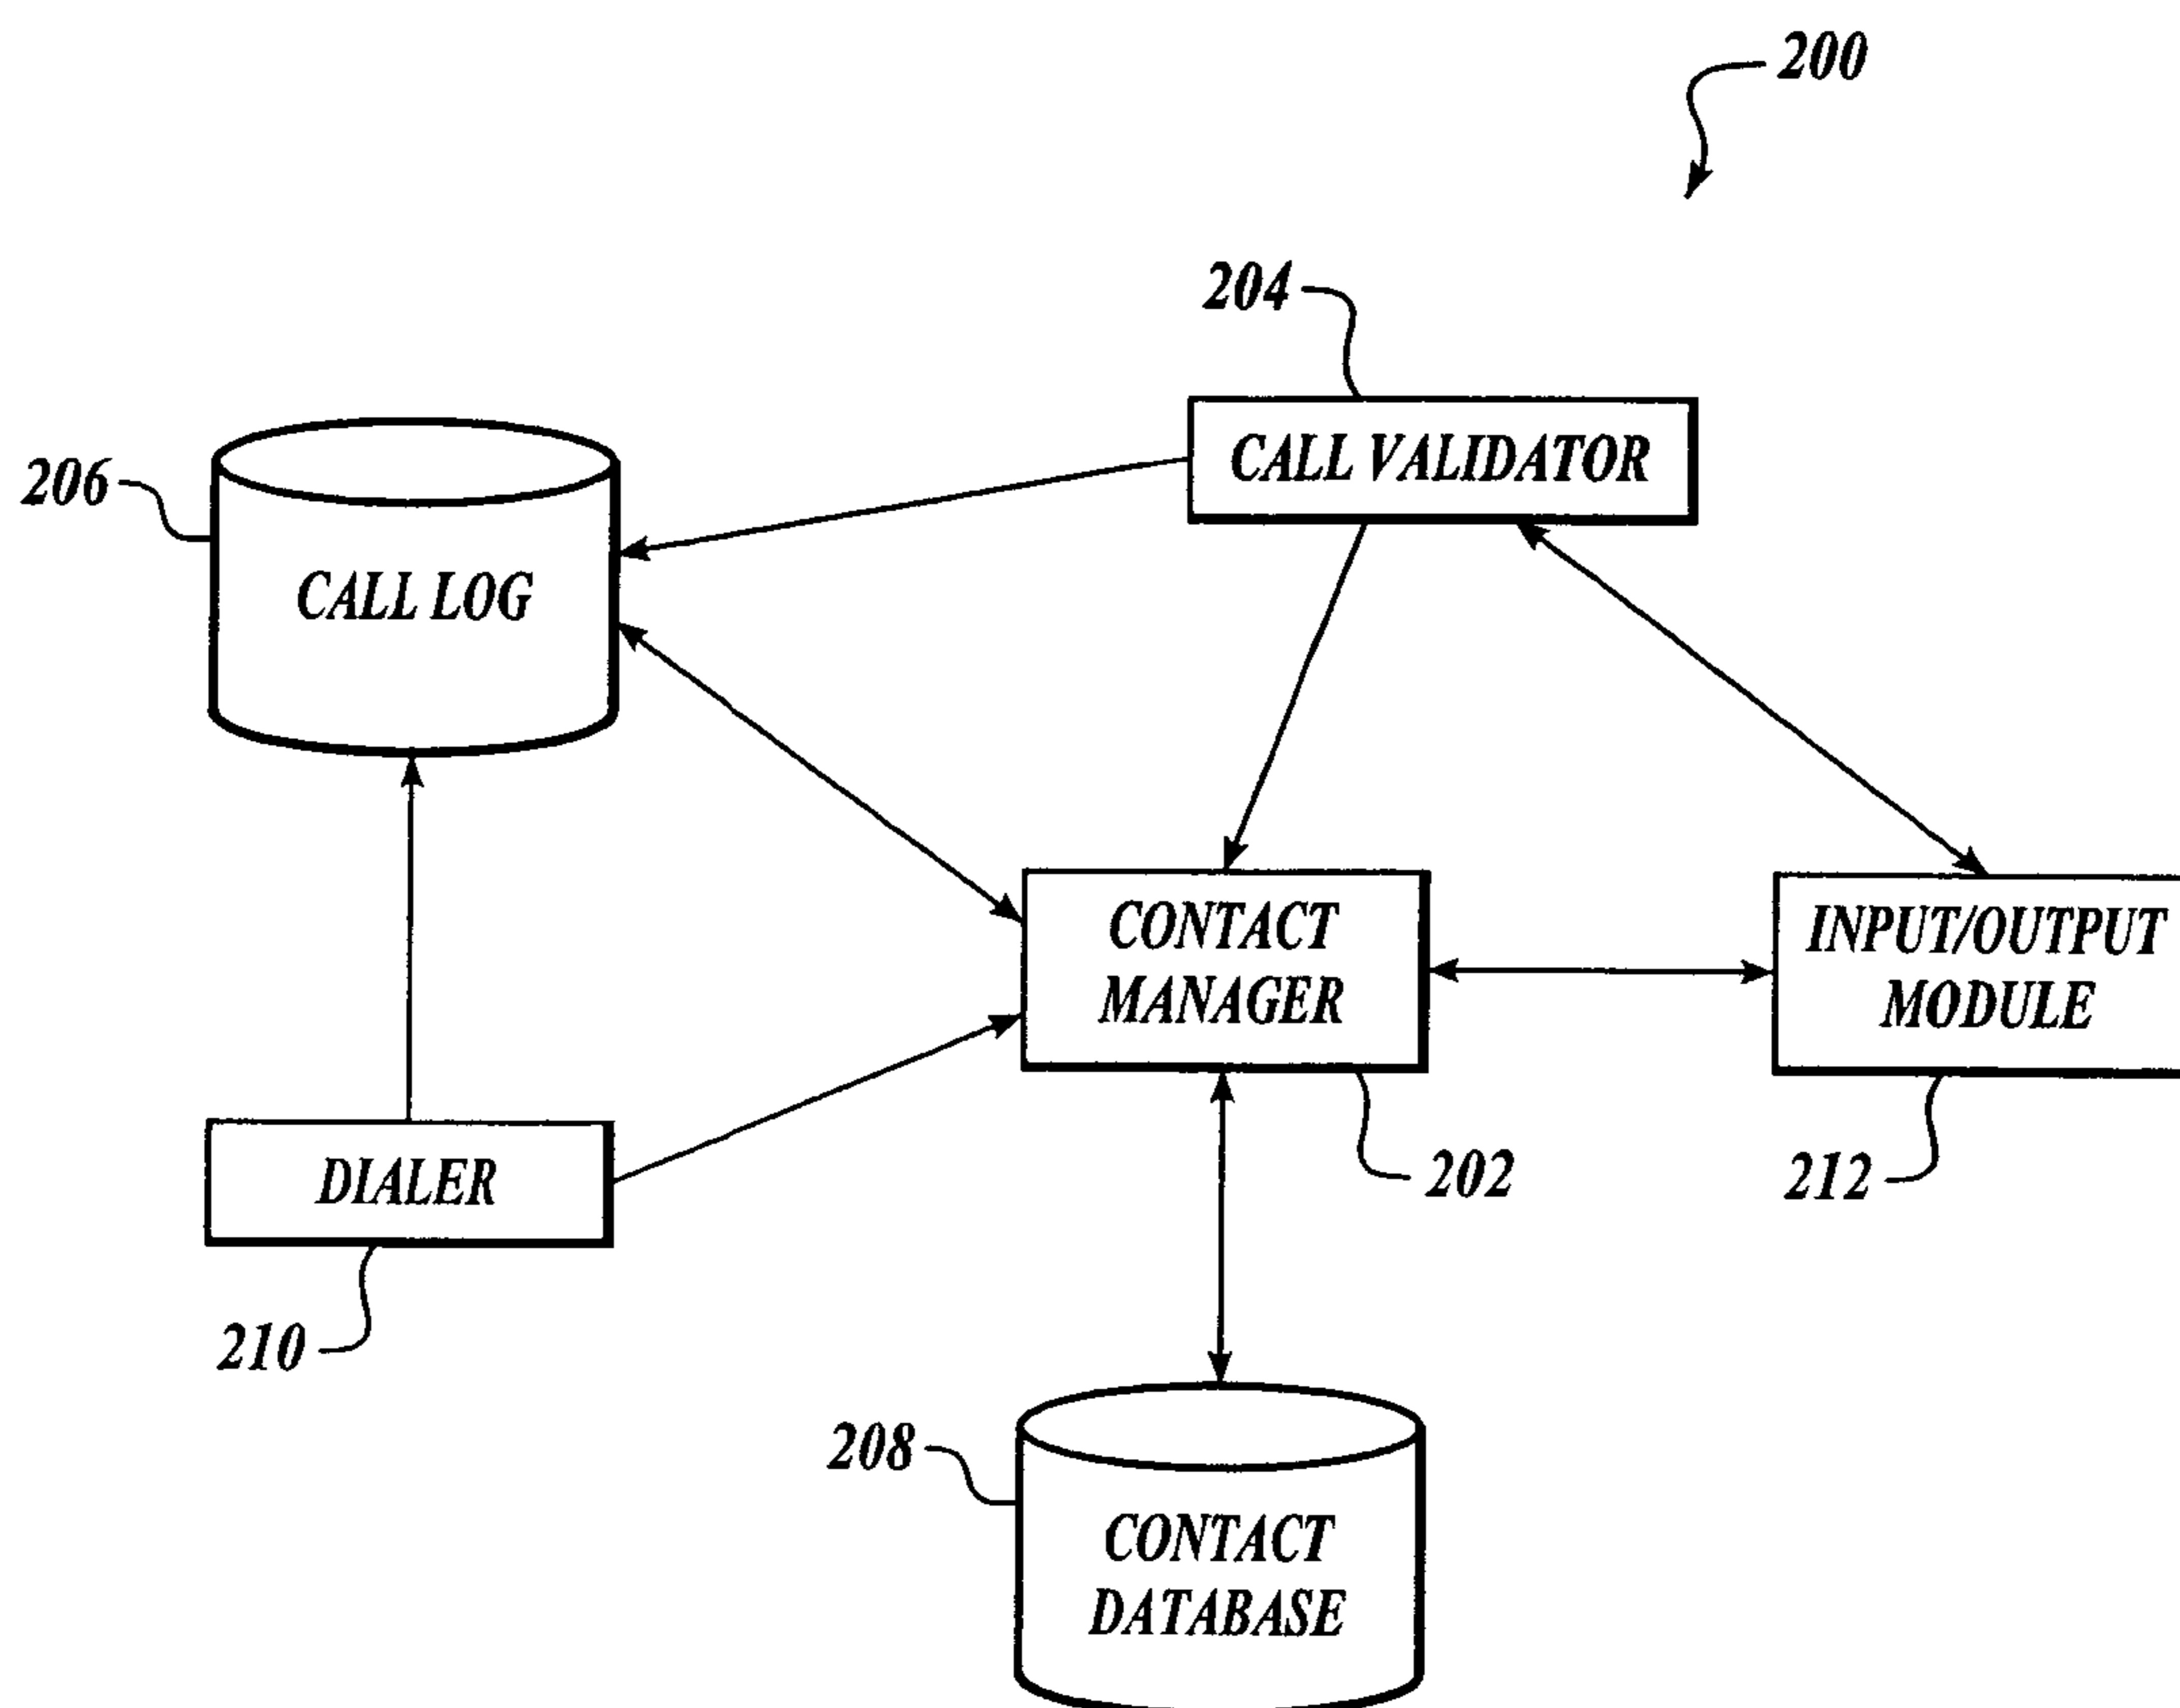 200
204
CALL VALIDATOR
206
CALL LOG
CONTACT
MANAGER
INPUT/OUTPUT
MODULE
DIALER
202
212
210
208
CONTACT
DATABASE